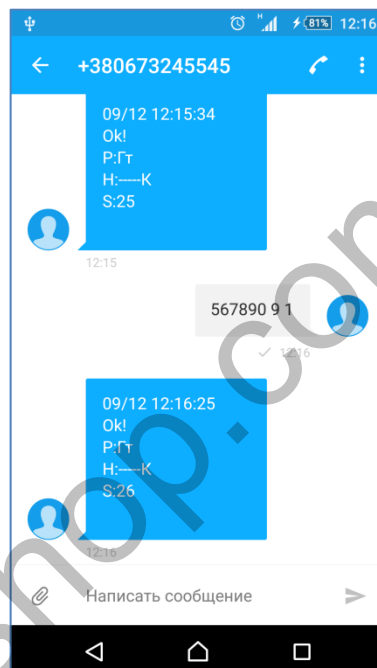 H 81% 12:16
+380673245545
09/12 12:15:34
Ok!
Р:Гт
Н:-----К
S:25
12:15
567890 9 1
12:16
09/12 12:16:25
Ok!
Р:Гт
Н:-----К
S:26
12:16
Написать сообщение